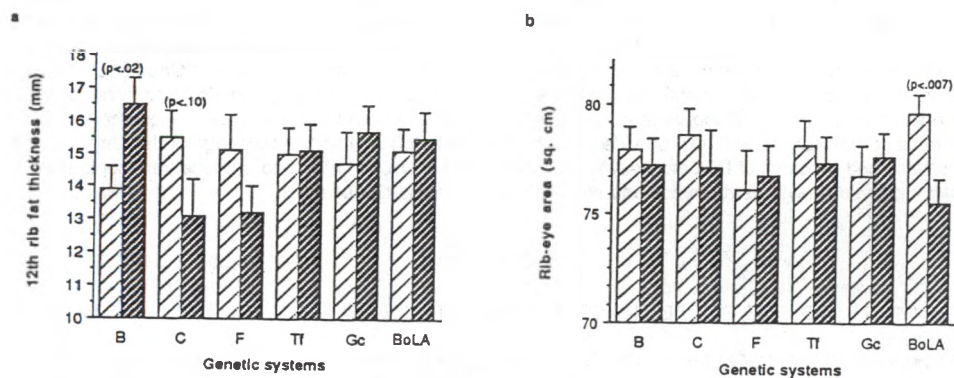 a
b
12th rib fat thickness (mm)
18
17
16
15
14
13
12
11
10
(p<.02)
(p<.10)
B C F Tf Gc BoLA
Genetic systems
Rib-eye area (sq. cm)
80
75
70
(p<.007)
B C F Tf Gc BoLA
Genetic systems